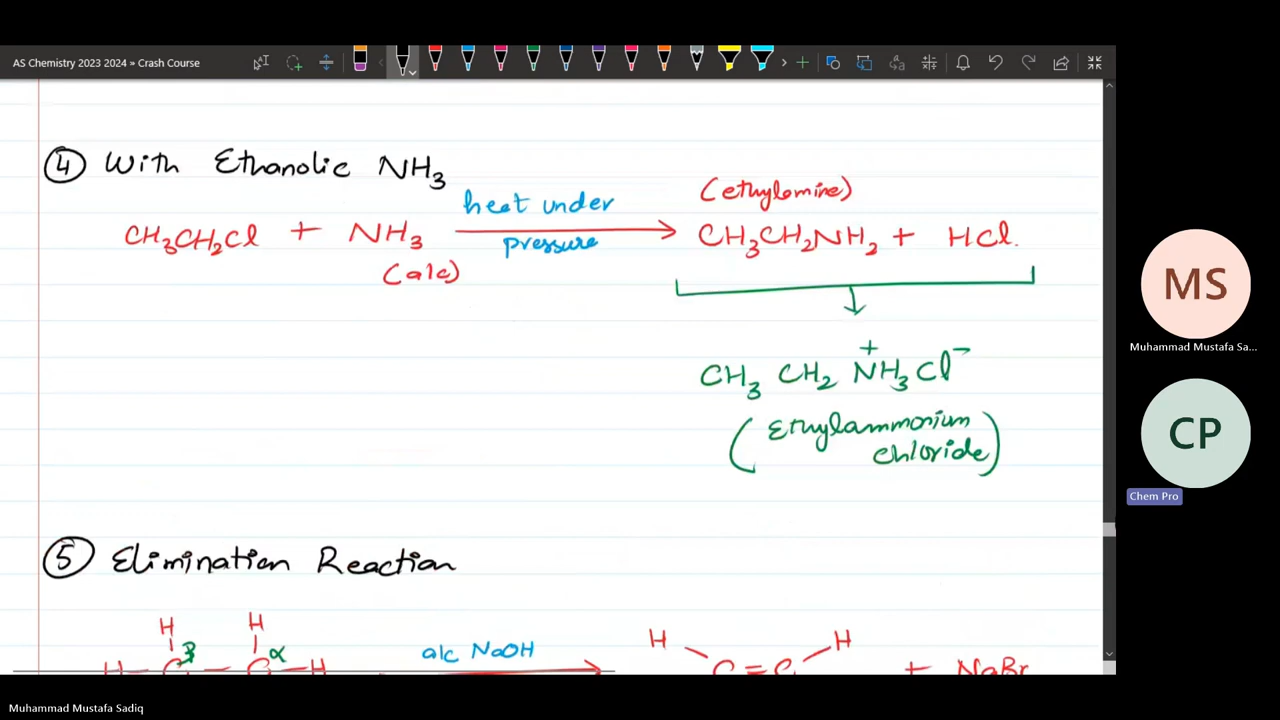 AS Chemistry 2023 2024 » Crash Course
④ With Ethanolic NH₃
(ethylamine)
CH₃CH₂Cl + NH₃ heat under pressure → CH₃CH₂NH₂ + HCl.
(alc)
CH₃ CH₂ N⁺H₃ Cl⁻
(Ethylammonium
chloride)
⑤ Elimination Reaction
H H
β α
H C C H alc NaOH → H C=C H + NaBr
MS
Muhammad Mustafa Sa...
CP
Chem Pro
Muhammad Mustafa Sadiq